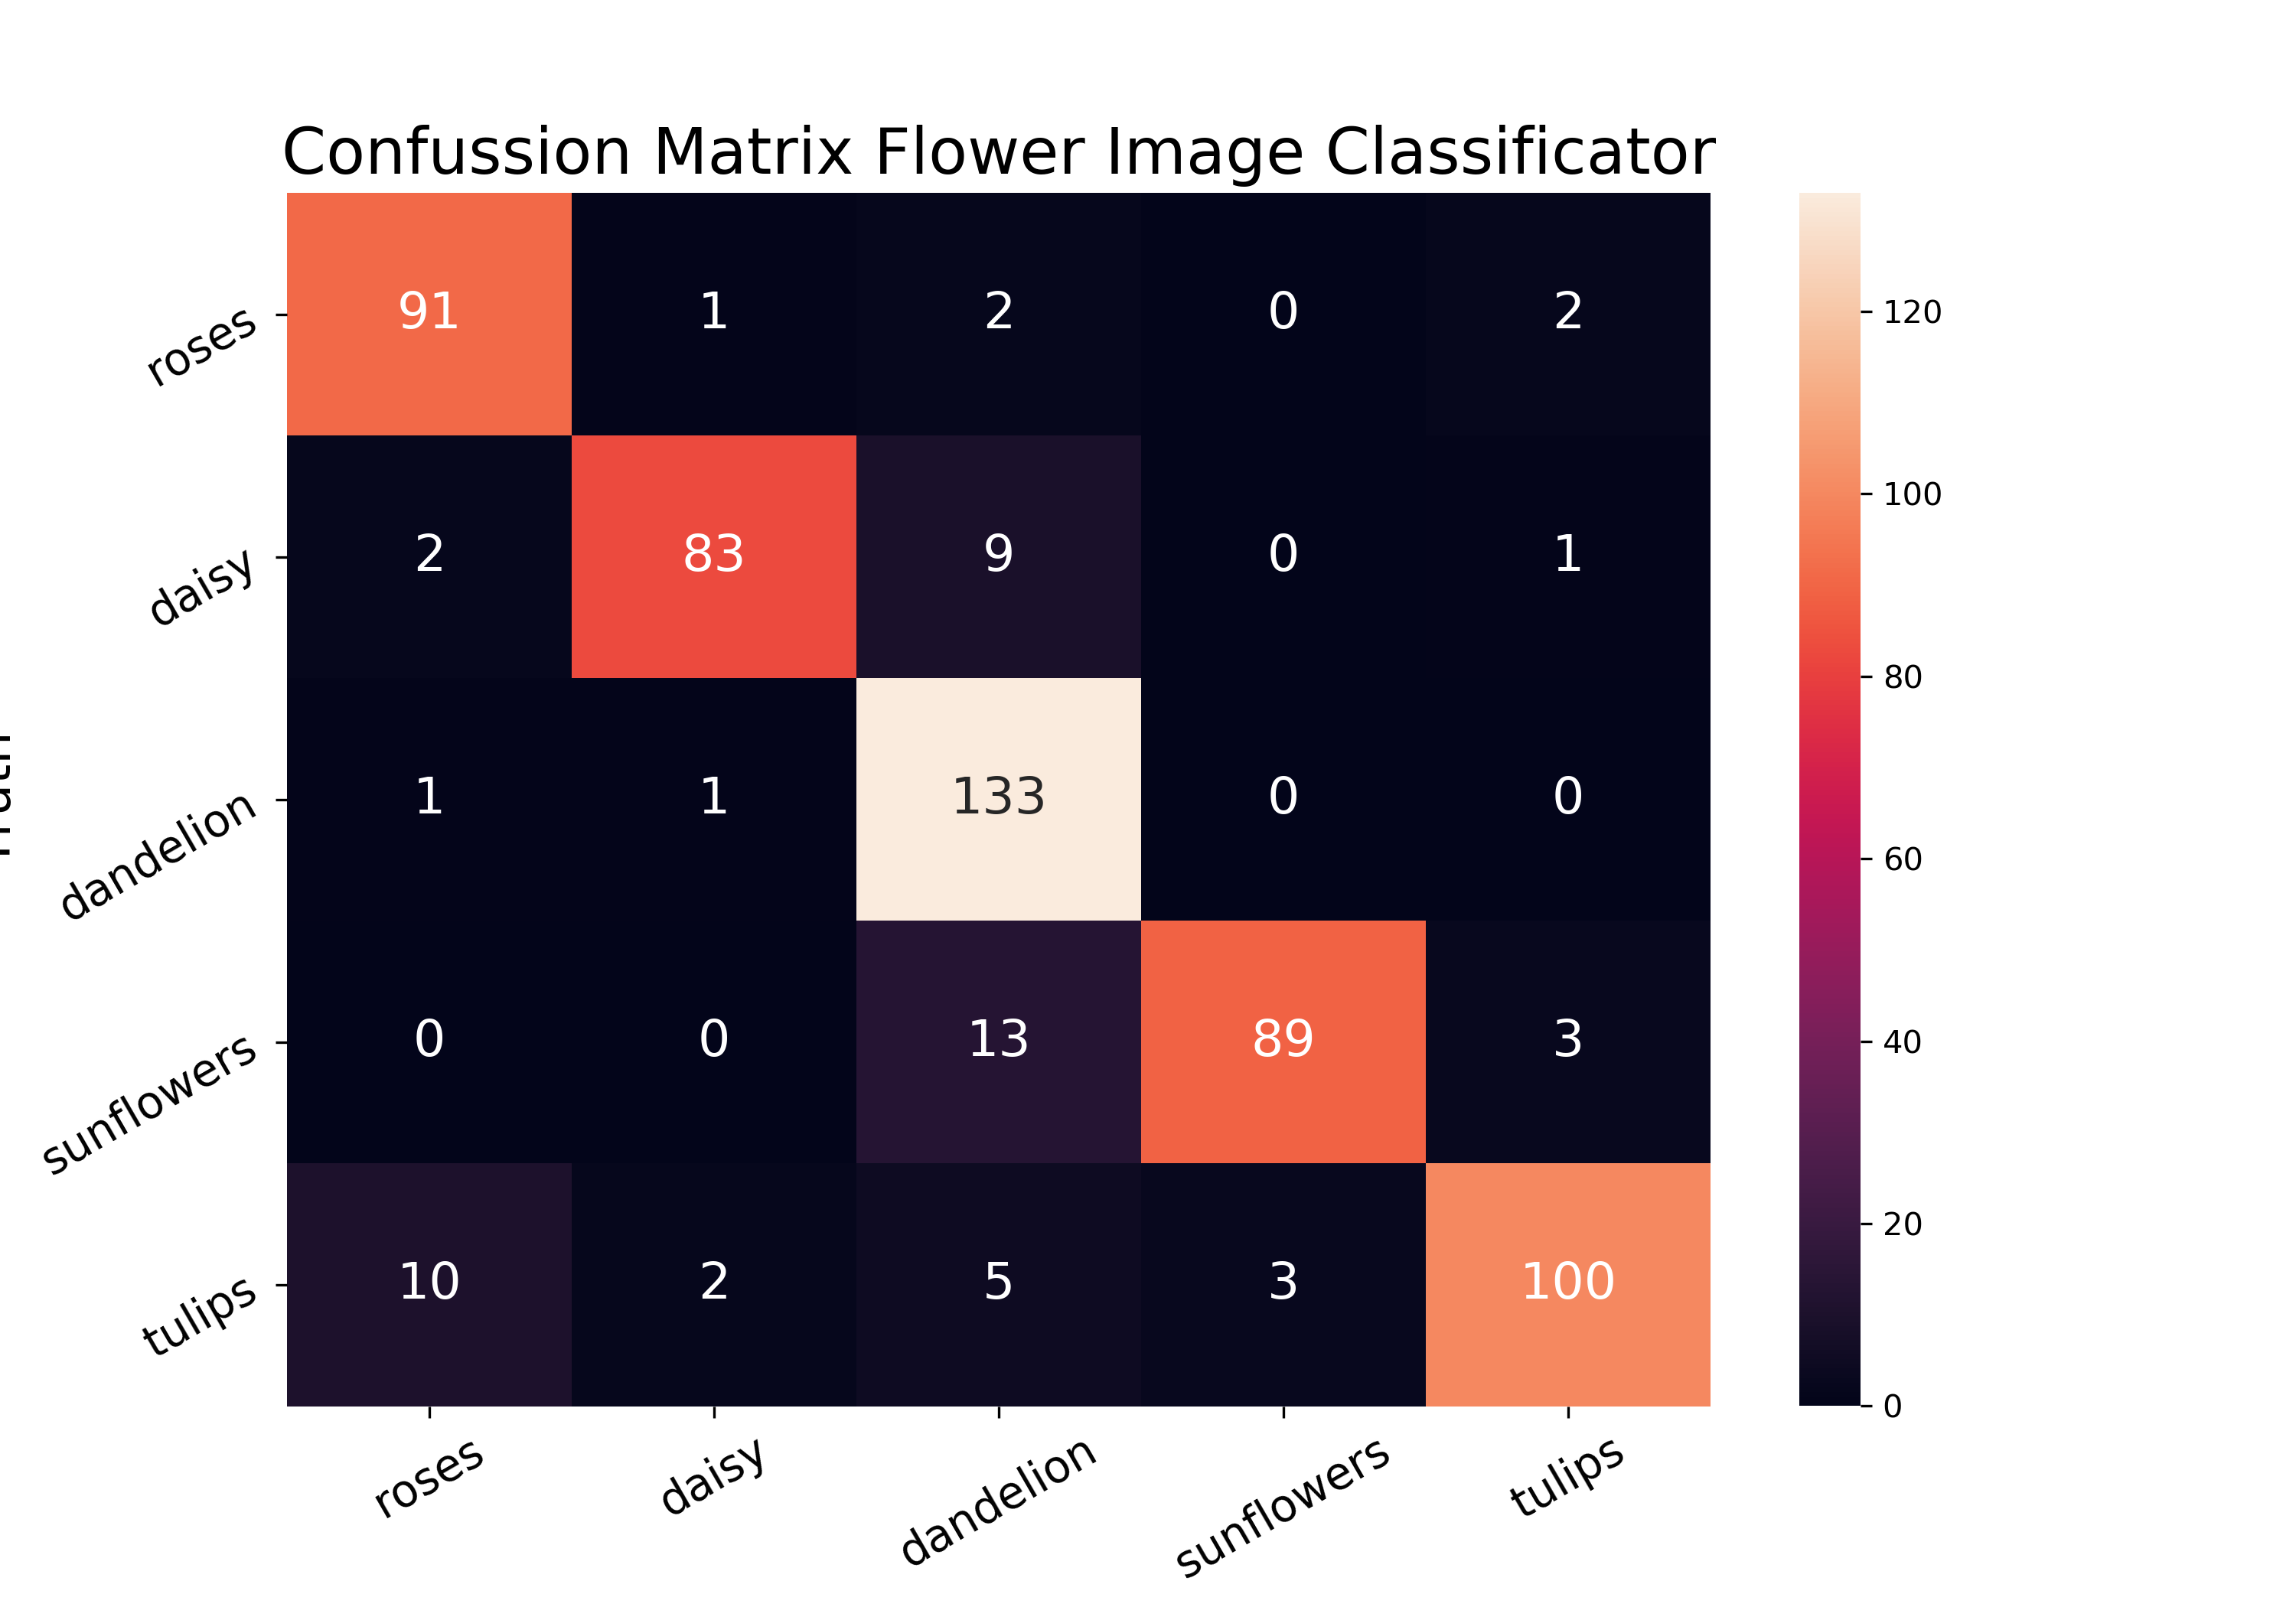 Confussion Matrix Flower Image Classificator
roses 91 1 2 0 2
daisy 2 83 9 0 1
dandelion 1 1 133 0 0
sunflowers 0 0 13 89 3
tulips 10 2 5 3 100
roses daisy dandelion sunflowers tulips
120
100
80
60
40
20
0